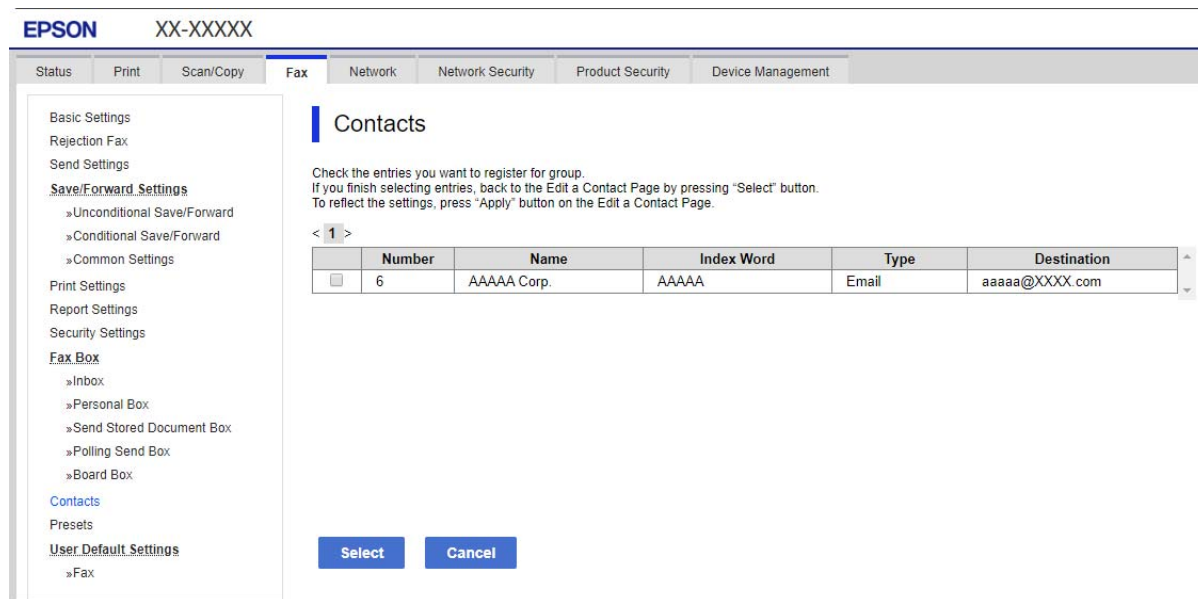 EPSON XX-XXXXX
Status Print Scan/Copy Fax Network Network Security Product Security Device Management
Basic Settings
Rejection Fax
Send Settings
Save/Forward Settings
»Unconditional Save/Forward
»Conditional Save/Forward
»Common Settings
Print Settings
Report Settings
Security Settings
Fax Box
»Inbox
»Personal Box
»Send Stored Document Box
»Polling Send Box
»Board Box
Contacts
Presets
User Default Settings
»Fax
Contacts
Check the entries you want to register for group.
If you finish selecting entries, back to the Edit a Contact Page by pressing “Select” button.
To reflect the settings, press “Apply” button on the Edit a Contact Page.
< 1 >
Number Name Index Word Type Destination
6 AAAAA Corp. AAAAA Email aaaaa@XXXX.com
Select Cancel